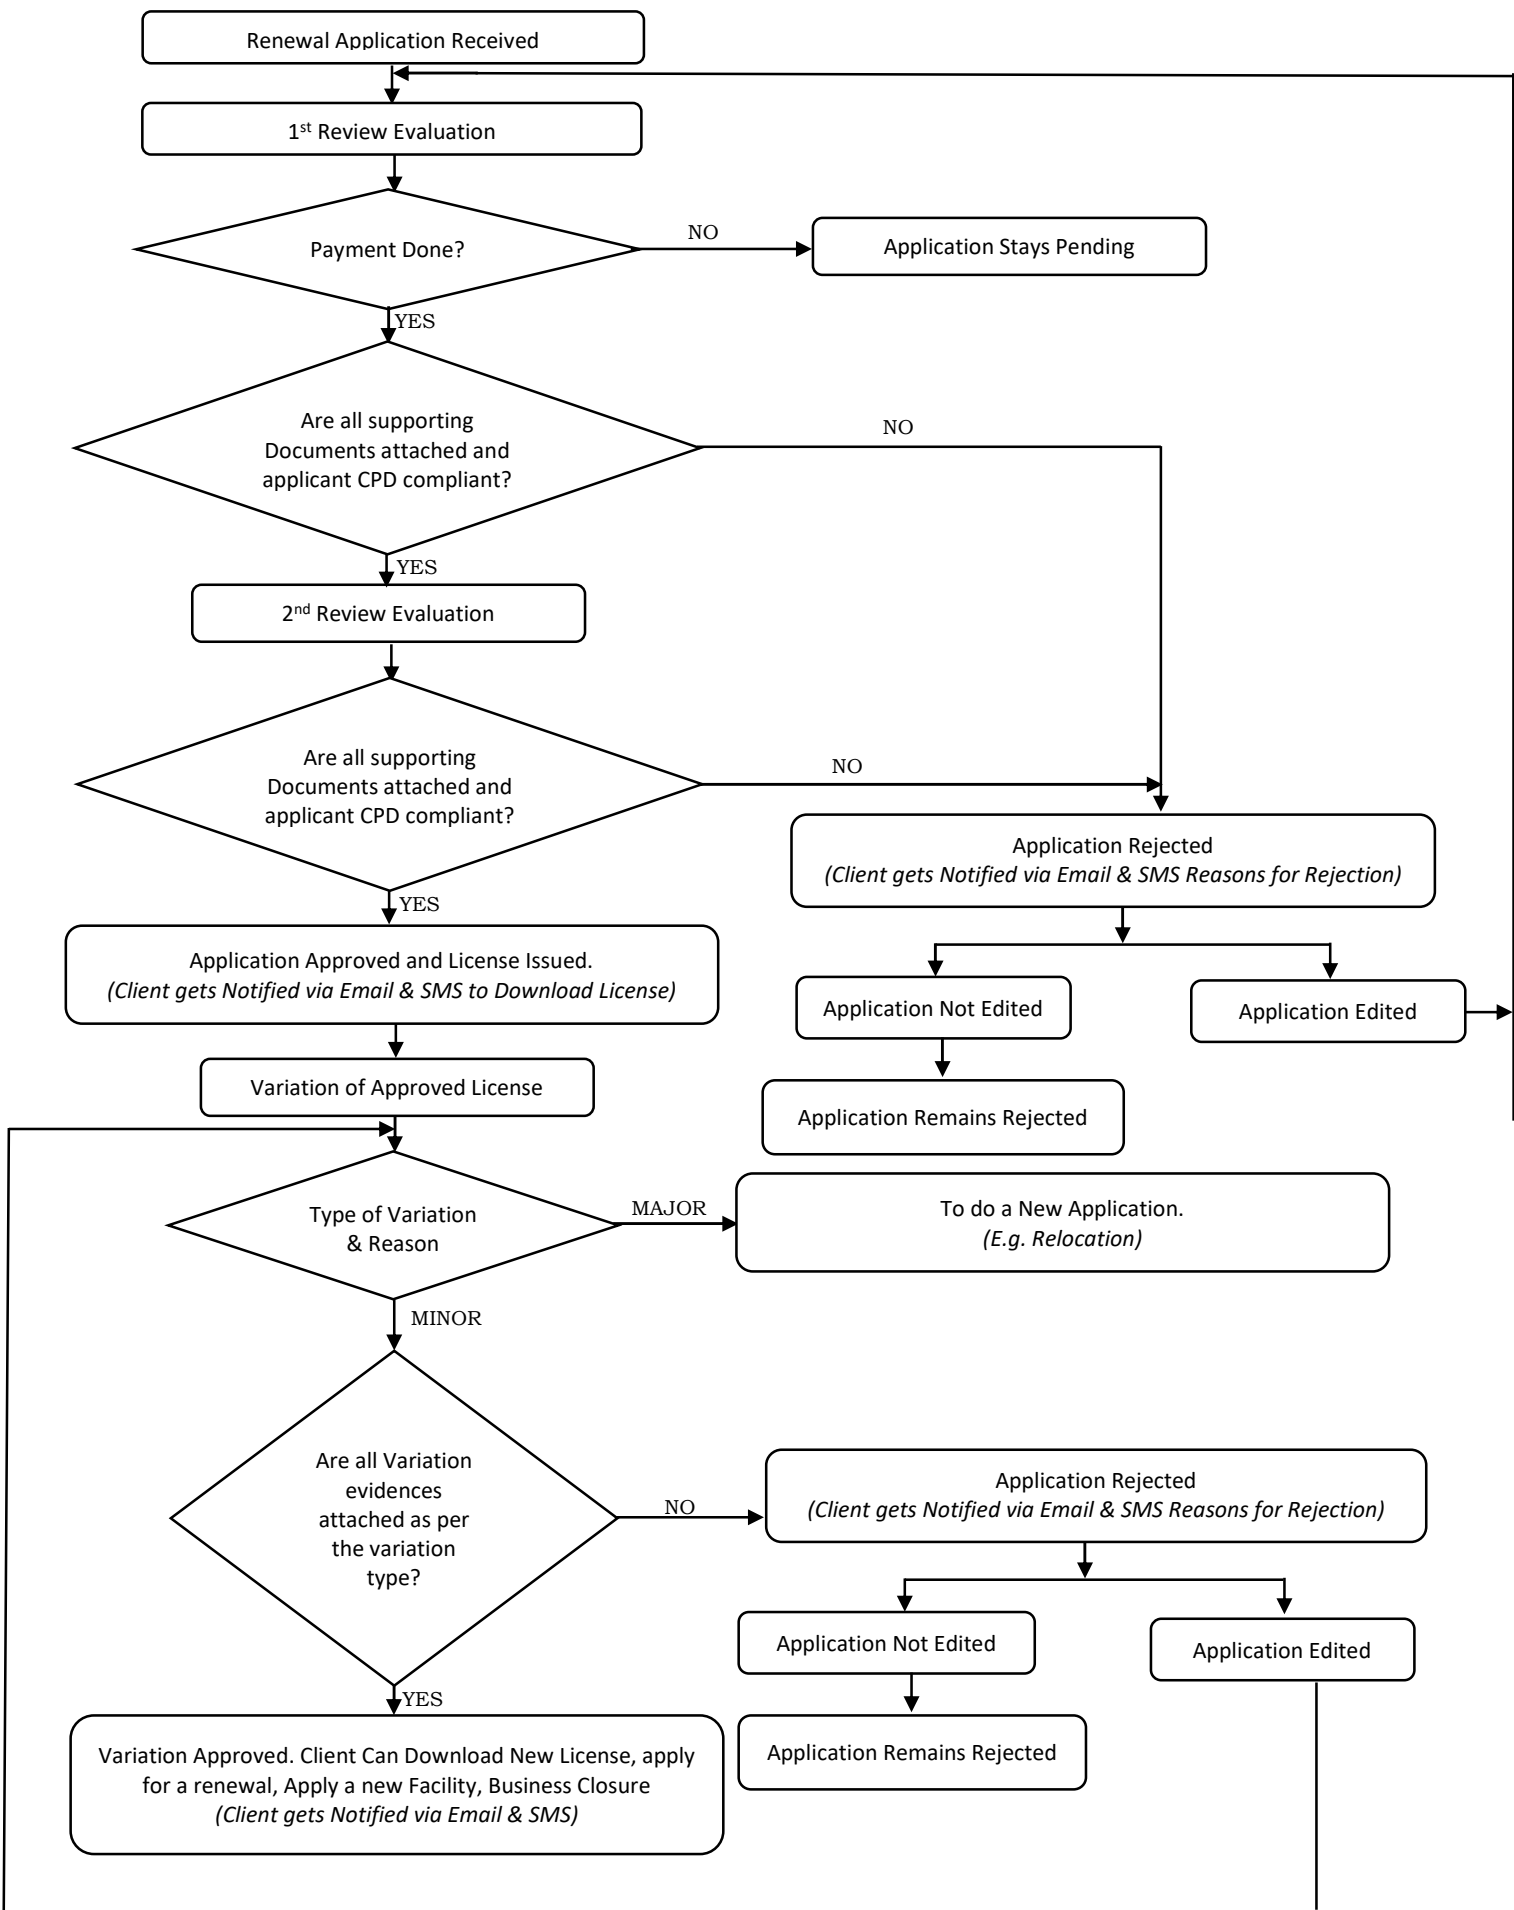 Renewal Application Received
1st Review Evaluation
Payment Done?
NO
Application Stays Pending
YES
Are all supporting
Documents attached and
applicant CPD compliant?
NO
YES
2nd Review Evaluation
Are all supporting
Documents attached and
applicant CPD compliant?
NO
Application Rejected
(Client gets Notified via Email & SMS Reasons for Rejection)
YES
Application Approved and License Issued.
(Client gets Notified via Email & SMS to Download License)
Application Not Edited
Application Edited
Variation of Approved License
Application Remains Rejected
Type of Variation
& Reason
MAJOR
To do a New Application.
(E.g. Relocation)
MINOR
Are all Variation
evidences
attached as per
the variation
type?
NO
Application Rejected
(Client gets Notified via Email & SMS Reasons for Rejection)
Application Not Edited
Application Edited
YES
Application Remains Rejected
Variation Approved. Client Can Download New License, apply
for a renewal, Apply a new Facility, Business Closure
(Client gets Notified via Email & SMS)